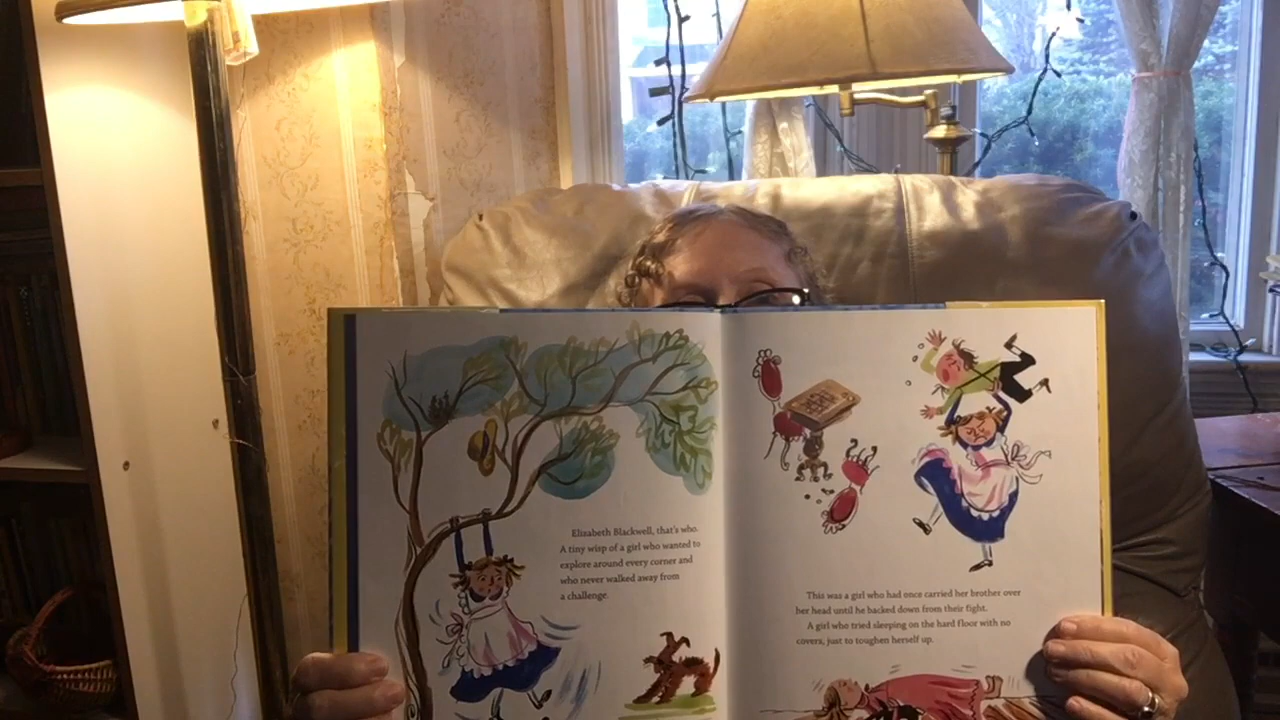 Elizabeth Blackwell, that's who.
A tiny wisp of a girl who wanted to
explore around every corner and
who never walked away from
a challenge.
This was a girl who had once carried her brother over
her head until he backed down from their fight.
A girl who tried sleeping on the hard floor with no
covers, just to toughen herself up.